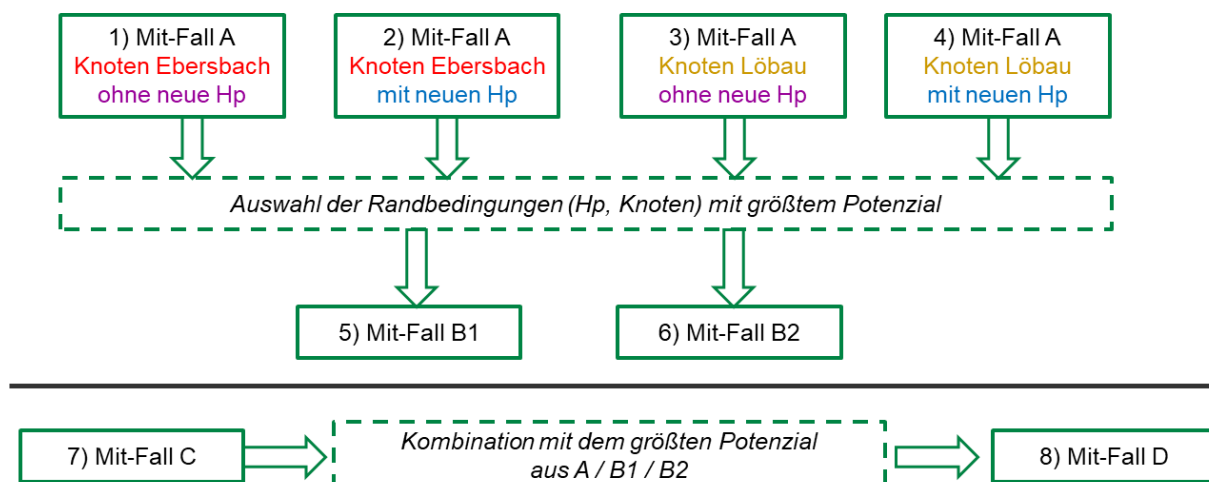 1) Mit-Fall A
Knoten Ebersbach
ohne neue Hp
2) Mit-Fall A
Knoten Ebersbach
mit neuen Hp
3) Mit-Fall A
Knoten Löbau
ohne neue Hp
4) Mit-Fall A
Knoten Löbau
mit neuen Hp
Auswahl der Randbedingungen (Hp, Knoten) mit größtem Potenzial
5) Mit-Fall B1
6) Mit-Fall B2
7) Mit-Fall C
Kombination mit dem größten Potenzial
aus A / B1 / B2
8) Mit-Fall D